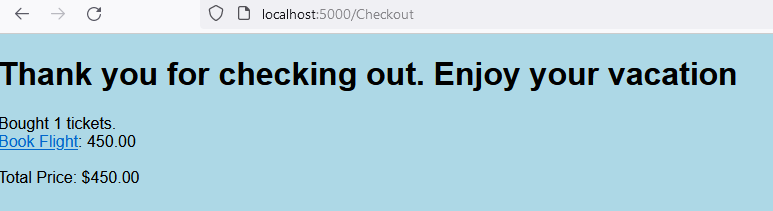 localhost:5000/Checkout
Thank you for checking out. Enjoy your vacation
Bought 1 tickets.
Book Flight: 450.00
Total Price: $450.00